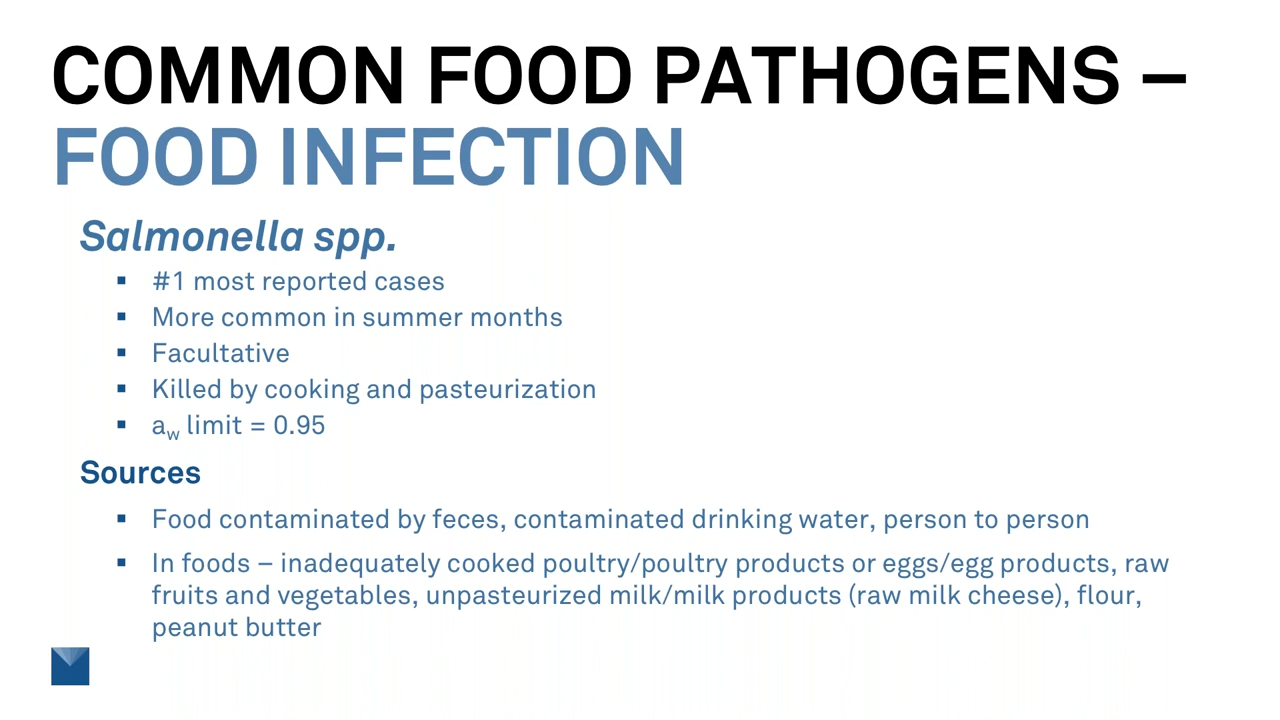 COMMON FOOD PATHOGENS –
FOOD INFECTION
Salmonella spp.
▪ #1 most reported cases
▪ More common in summer months
▪ Facultative
▪ Killed by cooking and pasteurization
▪ aw limit = 0.95
Sources
▪ Food contaminated by feces, contaminated drinking water, person to person
▪ In foods – inadequately cooked poultry/poultry products or eggs/egg products, raw
fruits and vegetables, unpasteurized milk/milk products (raw milk cheese), flour,
peanut butter